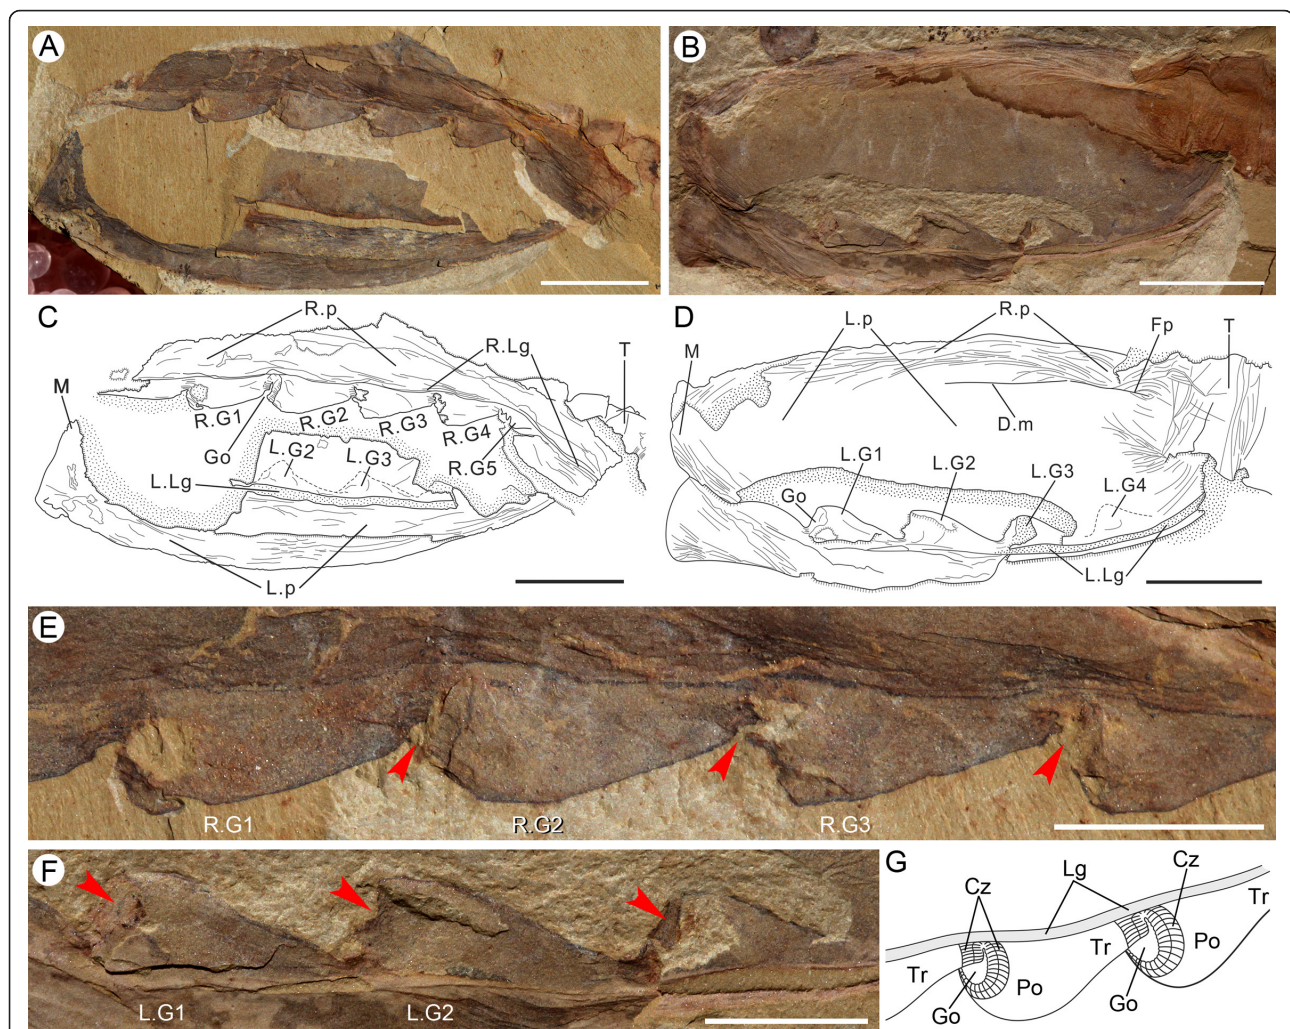 A
B
C
R.p
R.Lg
T
M
R.G1
R.G2
R.G3
R.G4
R.G5
Go
L.G2
L.G3
L.Lg
L.p
D
R.p
Fp
T
L.p
M
D.m
L.G1
L.G2
L.G3
L.G4
Go
L.Lg
E
R.G1
R.G2
R.G3
F
L.G1
L.G2
G
Cz
Lg
Cz
Tr
Tr
Po
Tr
Po
Go
Go